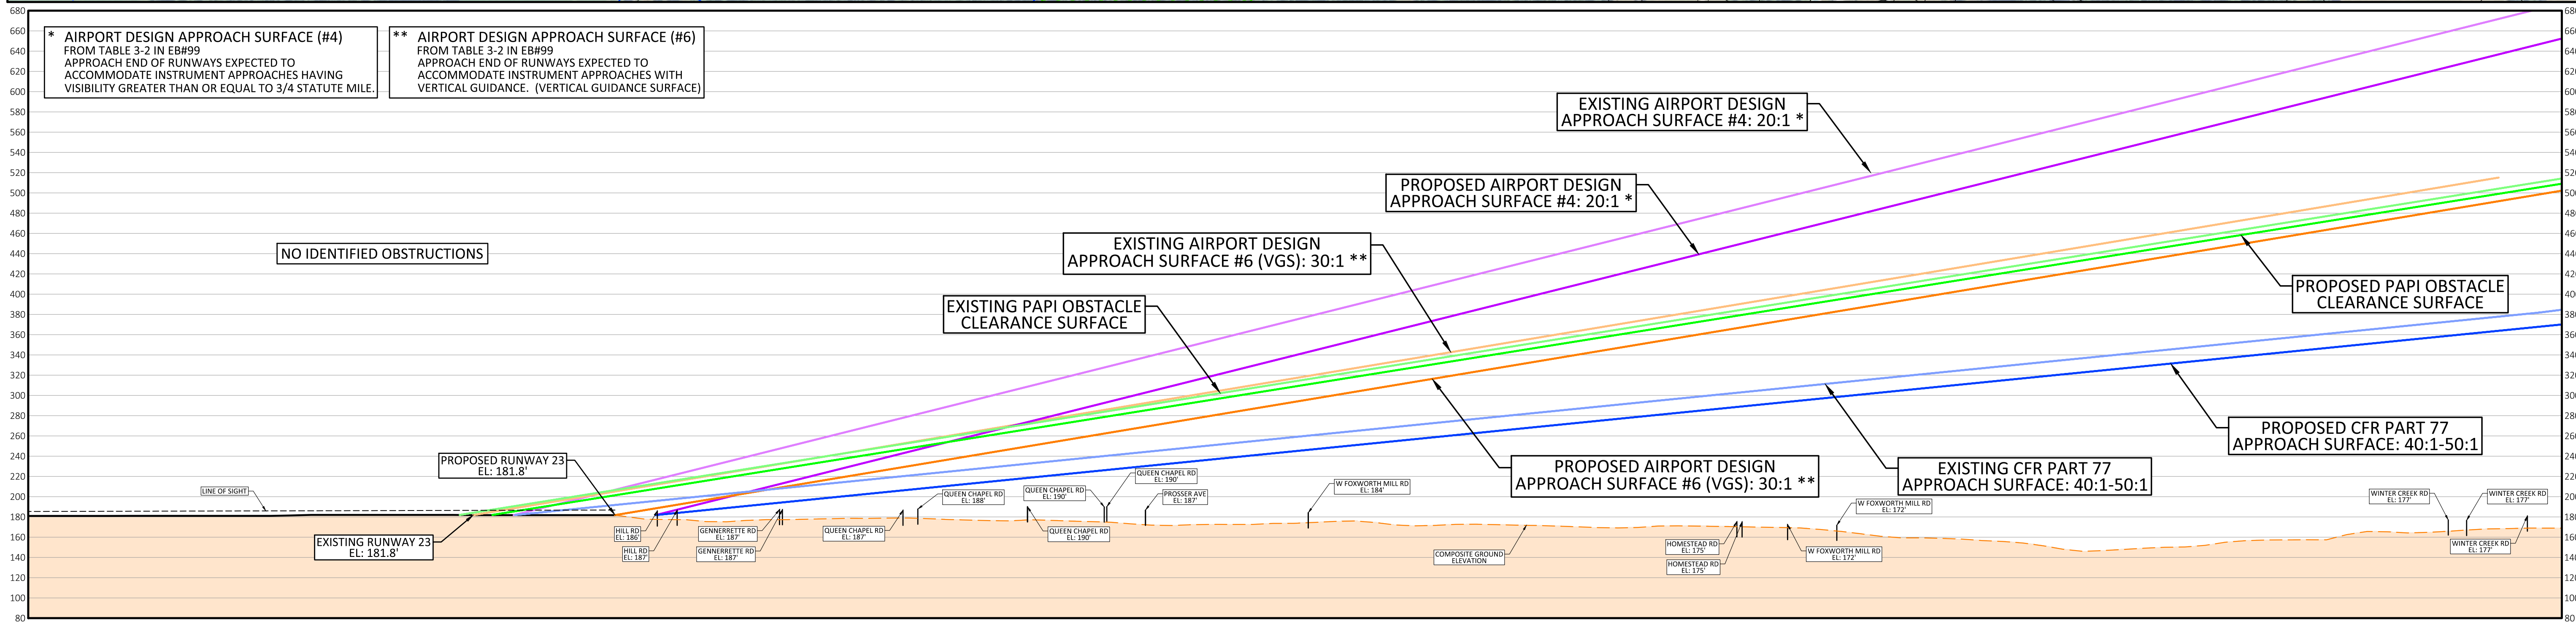 680
660
640
620
600
580
560
540
520
500
480
460
440
420
400
380
360
340
320
300
280
260
240
220
200
180
160
140
120
100
80
* AIRPORT DESIGN APPROACH SURFACE (#4)
FROM TABLE 3-2 IN EB#99
APPROACH END OF RUNWAYS EXPECTED TO
ACCOMMODATE INSTRUMENT APPROACHES HAVING
VISIBILITY GREATER THAN OR EQUAL TO 3/4 STATUTE MILE.
** AIRPORT DESIGN APPROACH SURFACE (#6)
FROM TABLE 3-2 IN EB#99
APPROACH END OF RUNWAYS EXPECTED TO
ACCOMMODATE INSTRUMENT APPROACHES WITH
VERTICAL GUIDANCE. (VERTICAL GUIDANCE SURFACE)
EXISTING AIRPORT DESIGN
APPROACH SURFACE #4: 20:1 *
PROPOSED AIRPORT DESIGN
APPROACH SURFACE #4: 20:1 *
EXISTING AIRPORT DESIGN
APPROACH SURFACE #6 (VGS): 30:1 **
NO IDENTIFIED OBSTRUCTIONS
EXISTING PAPI OBSTACLE
CLEARANCE SURFACE
PROPOSED PAPI OBSTACLE
CLEARANCE SURFACE
PROPOSED CFR PART 77
APPROACH SURFACE: 40:1-50:1
PROPOSED AIRPORT DESIGN
APPROACH SURFACE #6 (VGS): 30:1 **
EXISTING CFR PART 77
APPROACH SURFACE: 40:1-50:1
PROPOSED RUNWAY 23
EL: 181.8'
LINE OF SIGHT
EXISTING RUNWAY 23
EL: 181.8'
HILL RD
EL: 186'
HILL RD
EL: 187'
GENNERRETTE RD
EL: 187'
GENNERRETTE RD
EL: 187'
QUEEN CHAPEL RD
EL: 187'
QUEEN CHAPEL RD
EL: 188'
QUEEN CHAPEL RD
EL: 190'
QUEEN CHAPEL RD
EL: 190'
QUEEN CHAPEL RD
EL: 190'
PROSSER AVE
EL: 187'
W FOXWORTH MILL RD
EL: 184'
COMPOSITE GROUND
ELEVATION
HOMESTEAD RD
EL: 175'
HOMESTEAD RD
EL: 175'
W FOXWORTH MILL RD
EL: 172'
W FOXWORTH MILL RD
EL: 172'
WINTER CREEK RD
EL: 177'
WINTER CREEK RD
EL: 177'
WINTER CREEK RD
EL: 177'